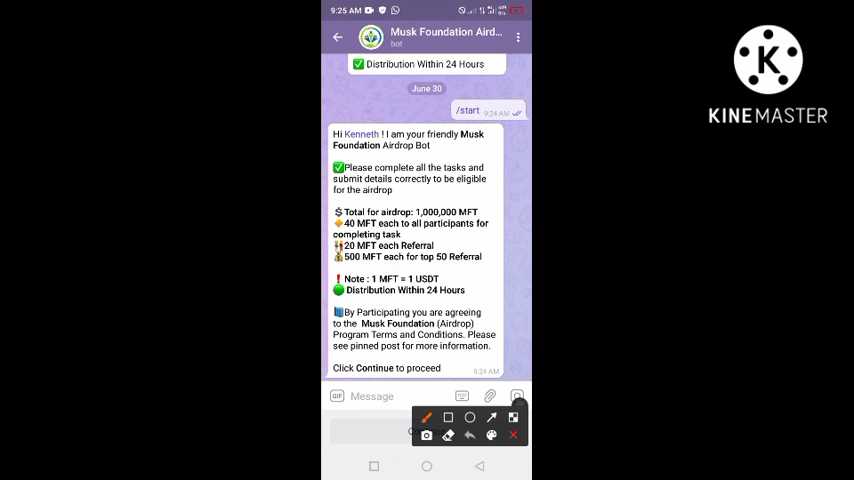 9:25 AM
Musk Foundation Aird...
bot
KINEMASTER
K
✅ Distribution Within 24 Hours
June 30
/start 9:24 AM
Hi Kenneth ! I am your friendly Musk
Foundation Airdrop Bot
✅Please complete all the tasks and
submit details correctly to be eligible
for the airdrop
💲Total for airdrop: 1,000,000 MFT
🔸40 MFT each to all participants for
completing task
👫20 MFT each Referral
💰500 MFT each for top 50 Referral
❗Note : 1 MFT = 1 USDT
🟢 Distribution Within 24 Hours
📘By Participating you are agreeing
to the Musk Foundation (Airdrop)
Program Terms and Conditions. Please
see pinned post for more information.
Click Continue to proceed
9:24 AM
GIF Message